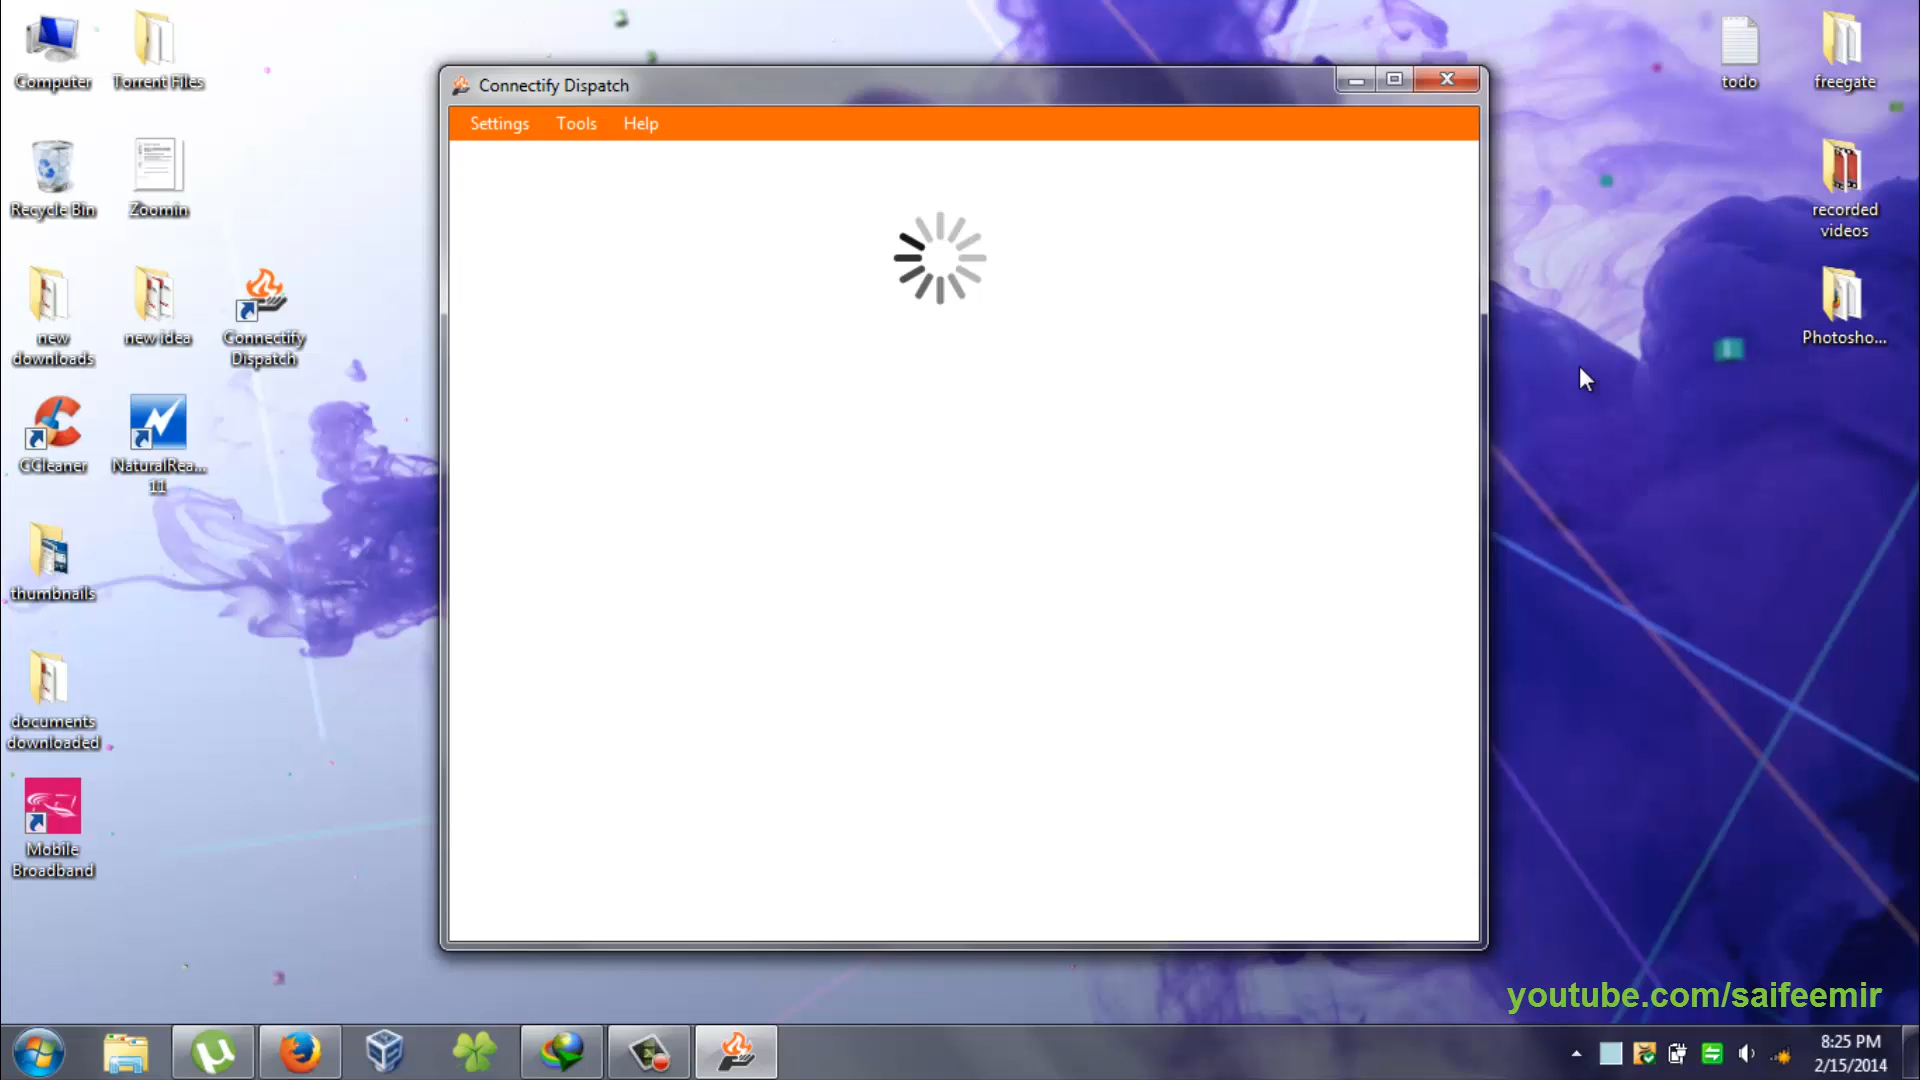 Computer
Torrent Files
Recycle Bin
Zoomin
new
downloads
new idea
Connectify
Dispatch
CCleaner
NaturalRea...
11
thumbnails
documents
downloaded
Mobile
Broadband
Connectify Dispatch
Settings
Tools
Help
todo
freegate
recorded
videos
Photosho...
youtube.com/saifeemir
8:25 PM
2/15/2014